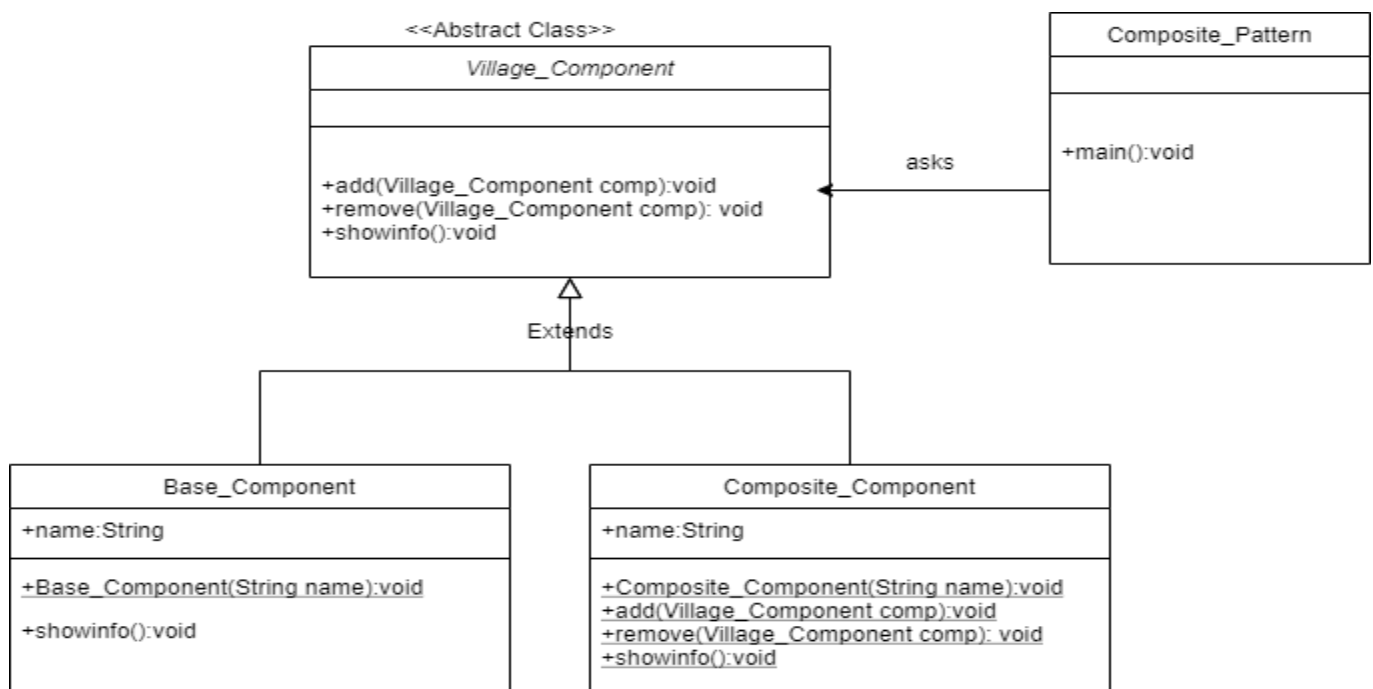 <<Abstract Class>>
Village_Component
+add(Village_Component comp):void
+remove(Village_Component comp): void
+showinfo():void
Composite_Pattern
+main():void
asks
Extends
Base_Component
+name:String
+Base_Component(String name):void
+showinfo():void
Composite_Component
+name:String
+Composite_Component(String name):void
+add(Village_Component comp):void
+remove(Village_Component comp): void
+showinfo():void